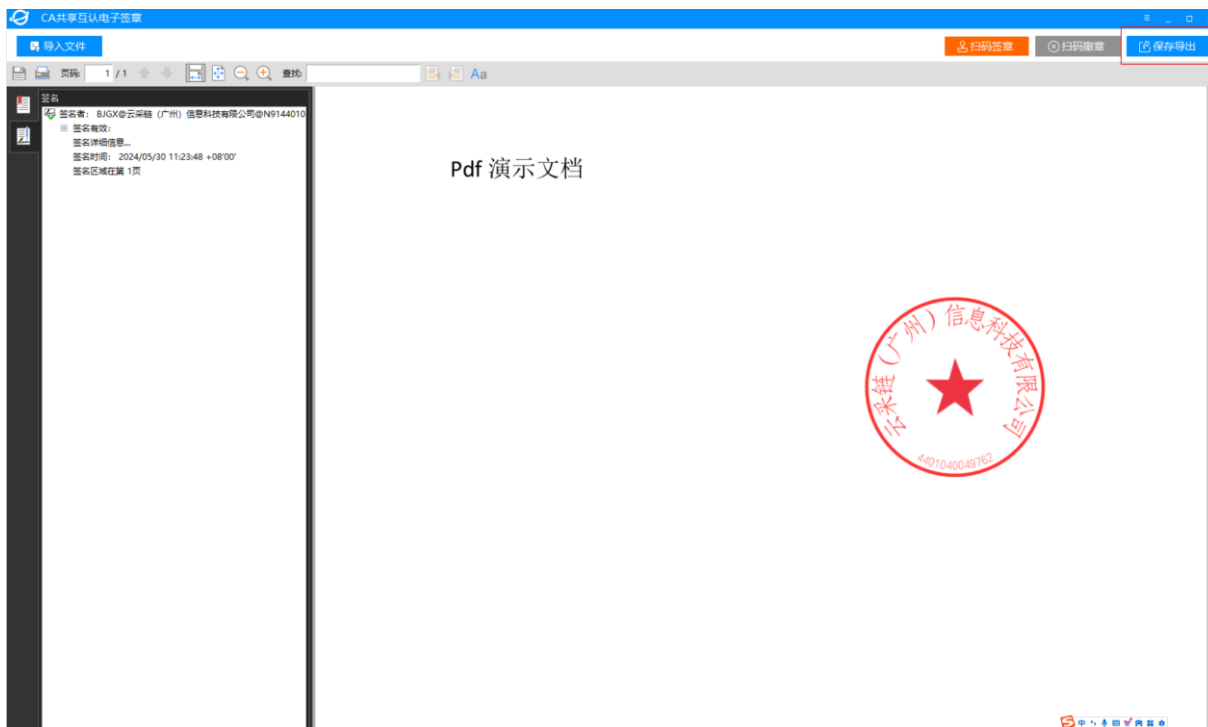 CA共享互认电子签章
导入文件
扫码签章
扫码撤章
保存导出
页码: 1 / 1
查找:
Aa
签名
签名者: BJGX@云采链（广州）信息科技有限公司@N9144010
签名有效:
签名详细信息...
签名时间: 2024/05/30 11:23:48 +08'00'
签名区域在第 1页
Pdf 演示文档
云采链（广州）信息科技有限公司
4401040049762
中